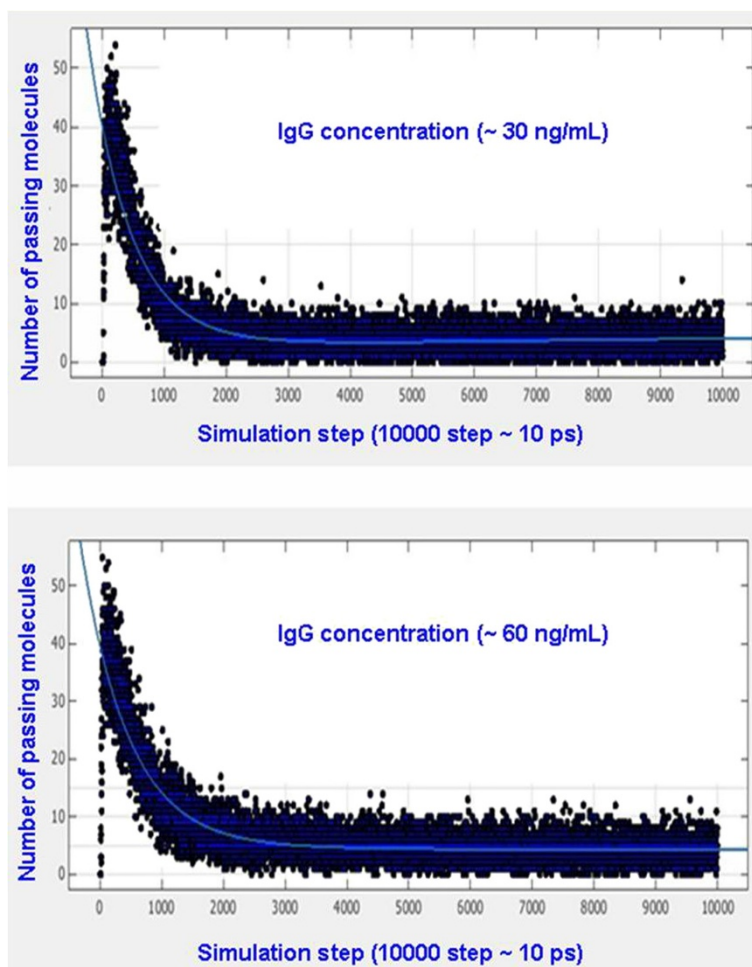 Number of passing molecules
50
40
30
20
10
0
IgG concentration (~ 30 ng/mL)
0 1000 2000 3000 4000 5000 6000 7000 8000 9000 10000
Simulation step (10000 step ~ 10 ps)
Number of passing molecules
50
40
30
20
10
0
IgG concentration (~ 60 ng/mL)
0 1000 2000 3000 4000 5000 6000 7000 8000 9000 10000
Simulation step (10000 step ~ 10 ps)